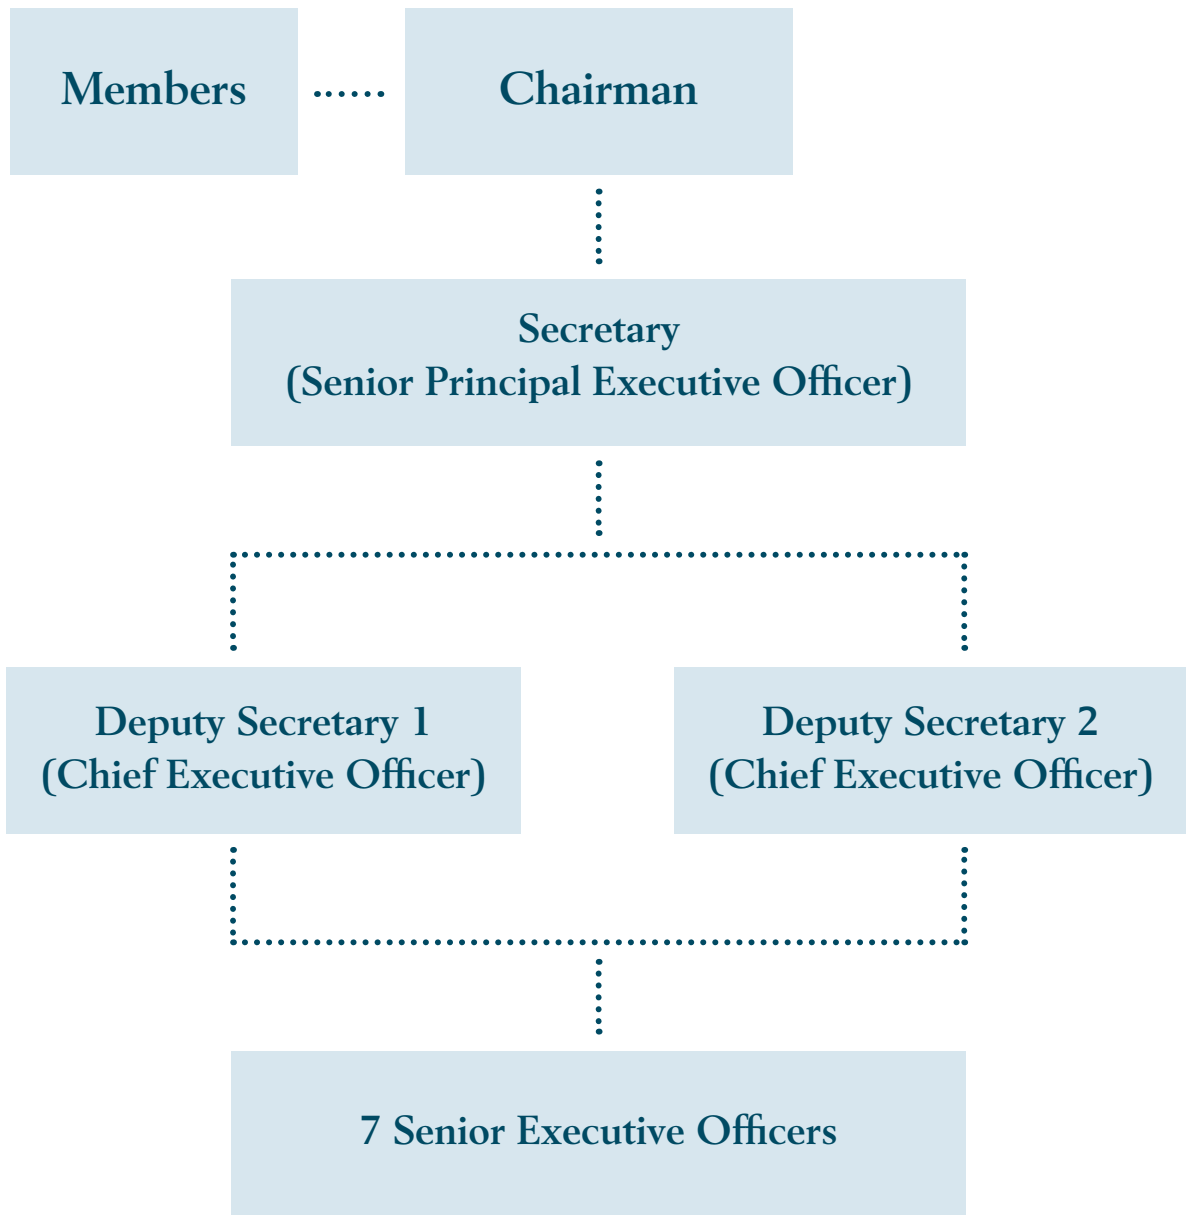 Members
Chairman
Secretary
(Senior Principal Executive Officer)
Deputy Secretary 1
(Chief Executive Officer)
Deputy Secretary 2
(Chief Executive Officer)
7 Senior Executive Officers